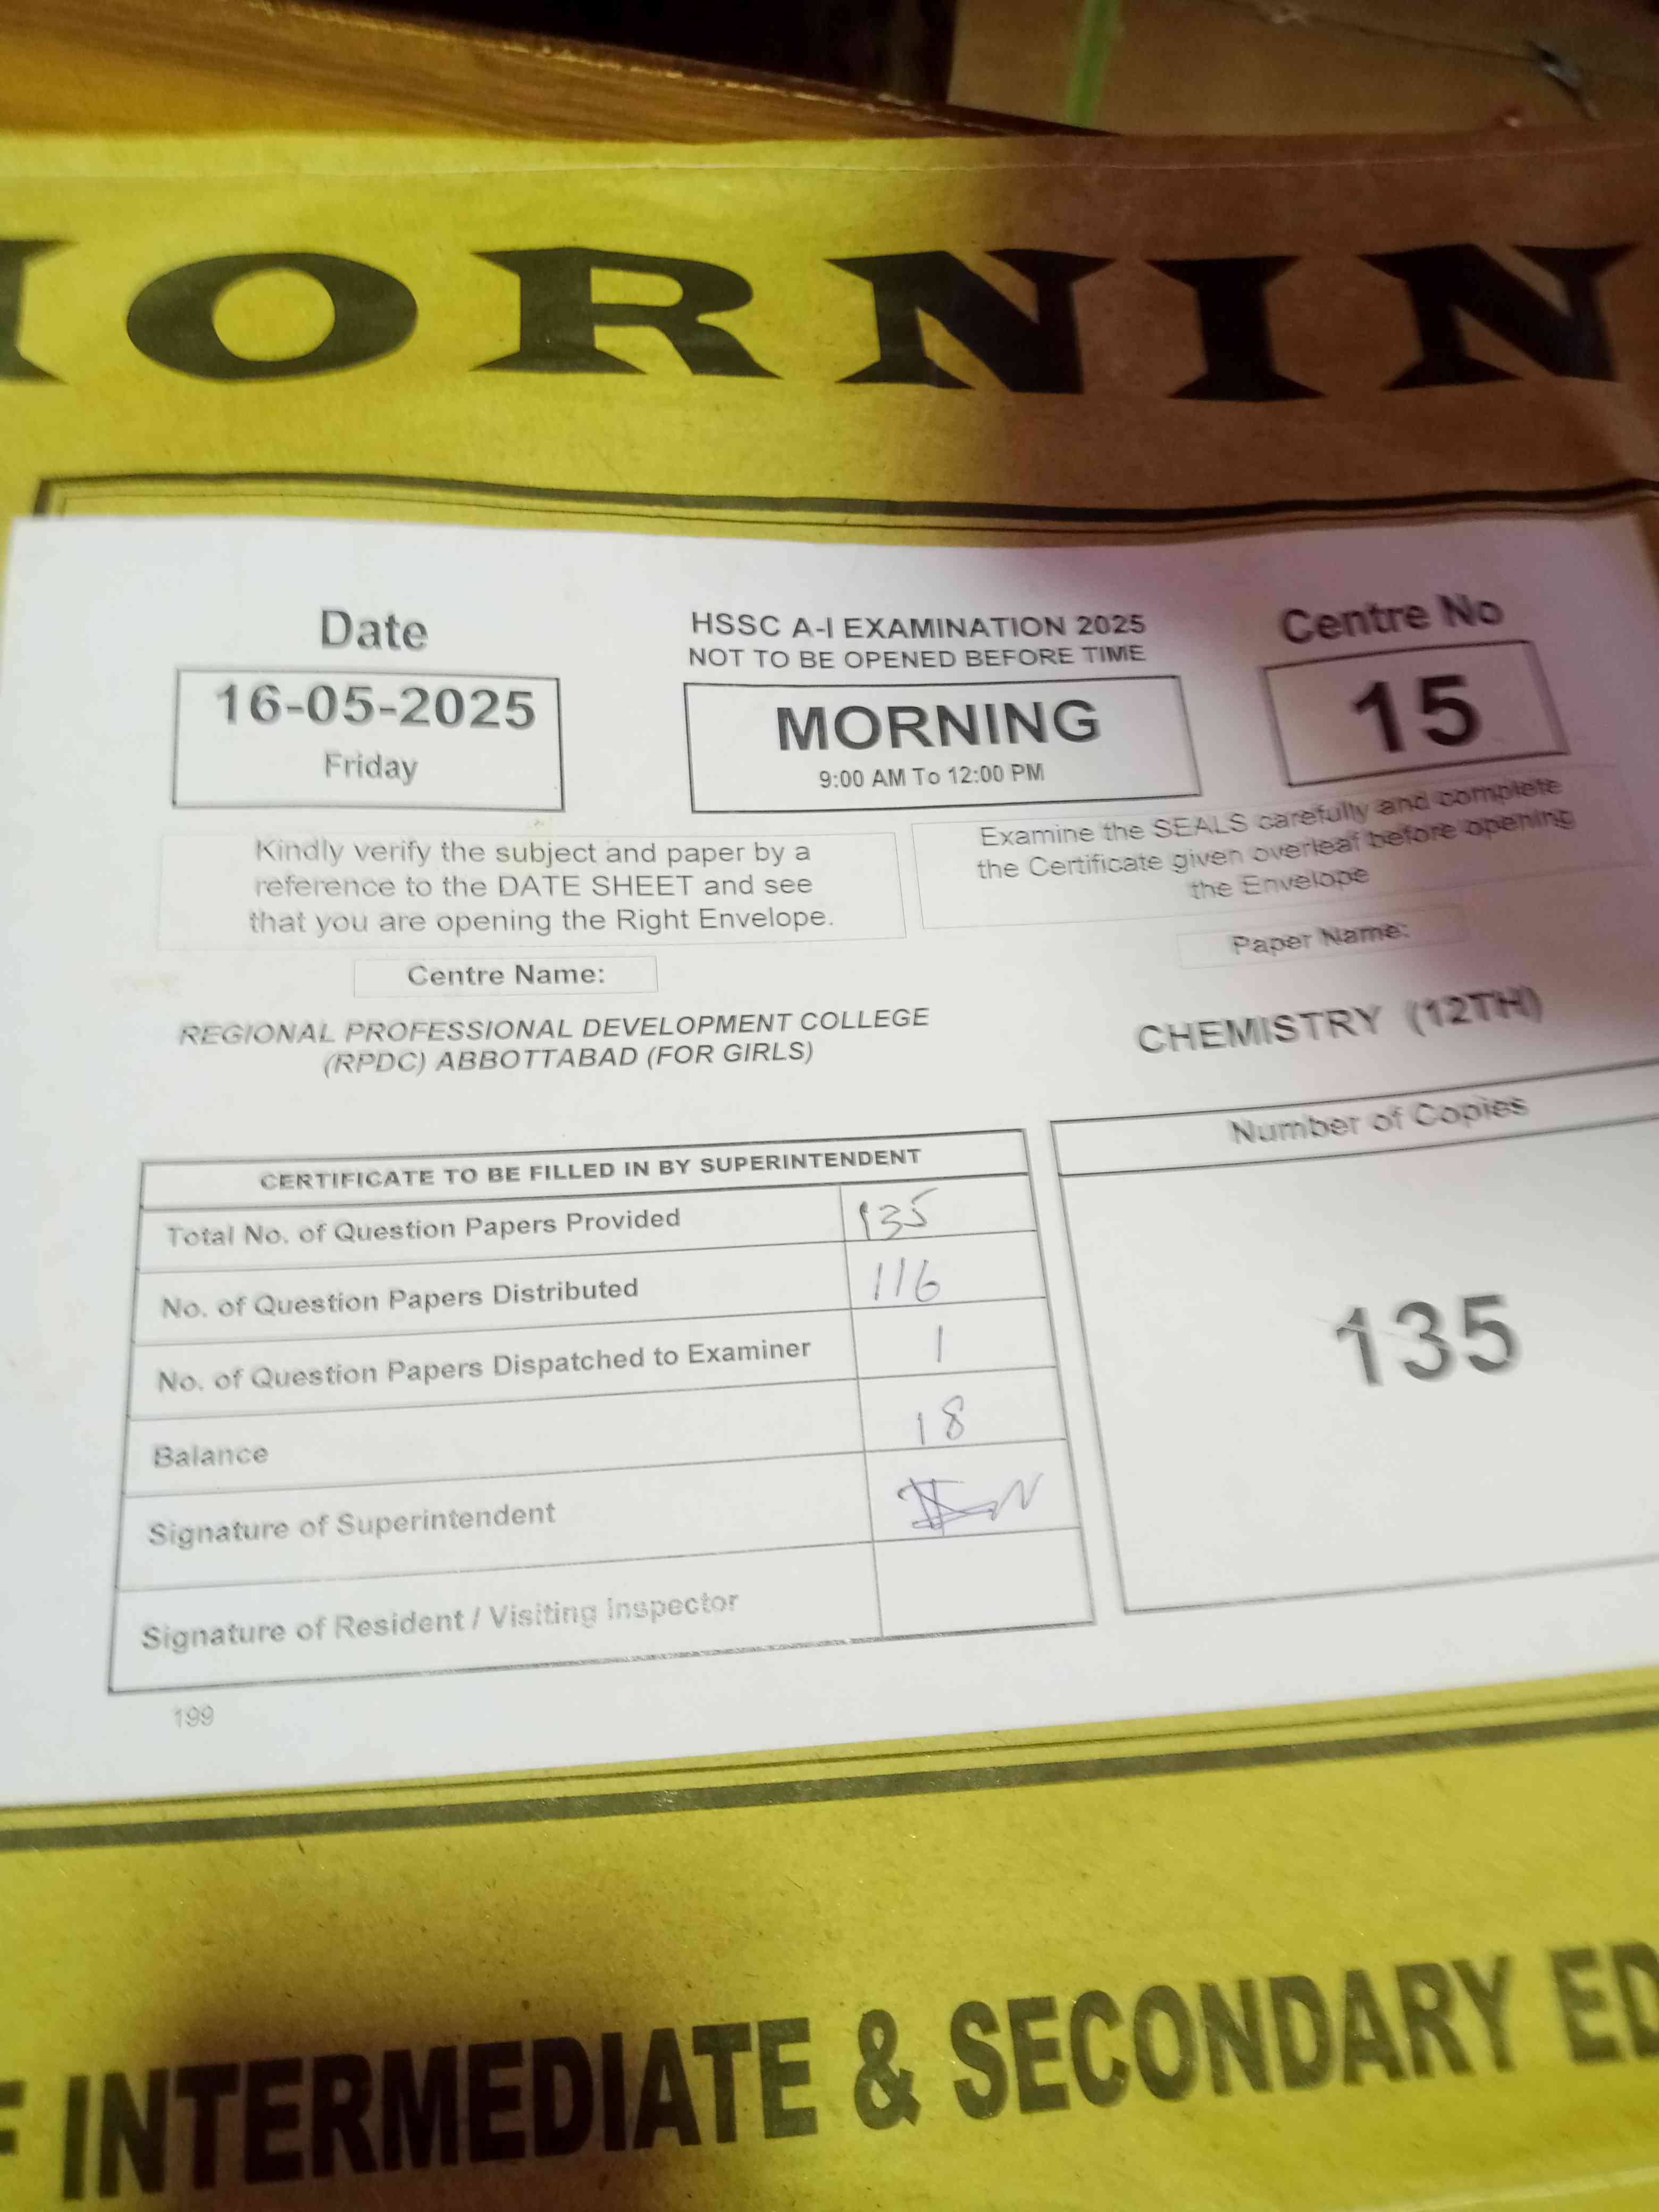 MORNIN
Date
16-05-2025
Friday
HSSC A-I EXAMINATION 2025
NOT TO BE OPENED BEFORE TIME
MORNING
9:00 AM To 12:00 PM
Centre No
15
Kindly verify the subject and paper by a
reference to the DATE SHEET and see
that you are opening the Right Envelope.
Examine the SEALS carefully and complete
the Certificate given overleaf before opening
the Envelope
Centre Name:
REGIONAL PROFESSIONAL DEVELOPMENT COLLEGE
(RPDC) ABBOTTABAD (FOR GIRLS)
Paper Name:
CHEMISTRY (12TH)
CERTIFICATE TO BE FILLED IN BY SUPERINTENDENT
Total No. of Question Papers Provided 135
No. of Question Papers Distributed 116
No. of Question Papers Dispatched to Examiner 1
Balance 18
Signature of Superintendent
Signature of Resident / Visiting Inspector
Number of Copies
135
199
F INTERMEDIATE & SECONDARY ED